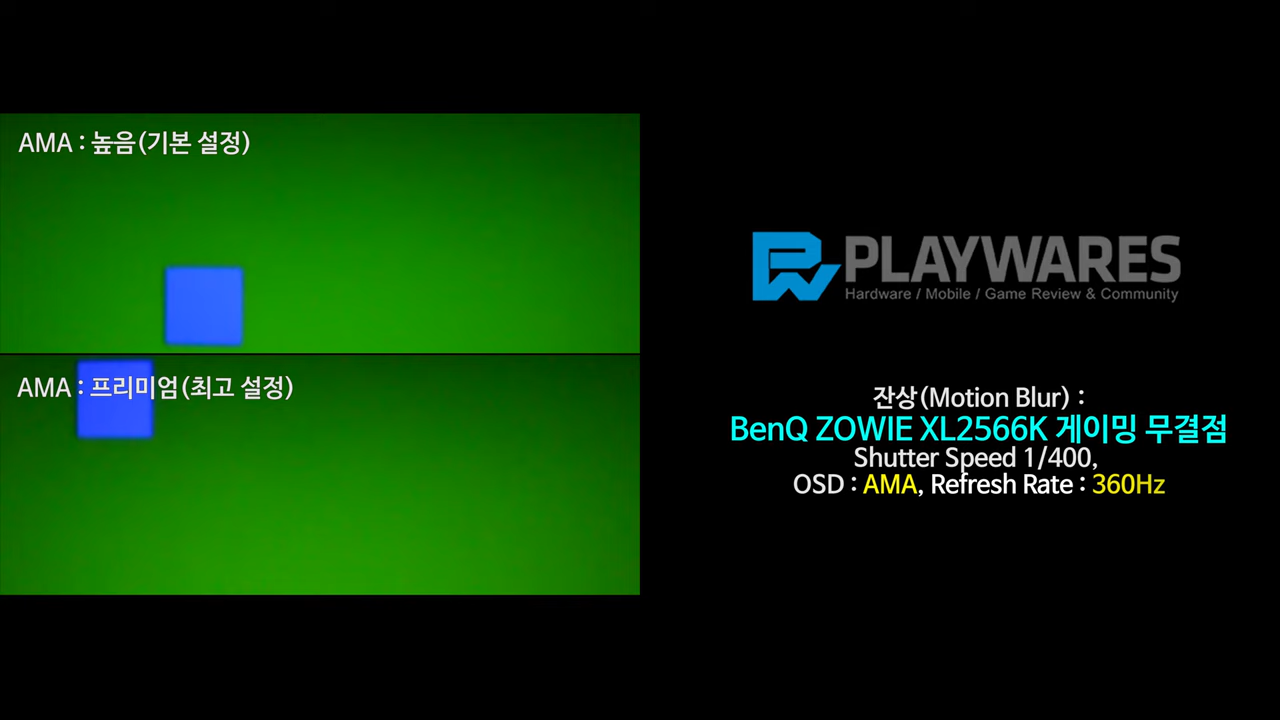 AMA : 높음(기본 설정)
AMA : 프리미엄(최고 설정)
PLAYWARES
Hardware / Mobile / Game Review & Community
잔상(Motion Blur) :
BenQ ZOWIE XL2566K 게이밍 무결점
Shutter Speed 1/400,
OSD : AMA, Refresh Rate : 360Hz